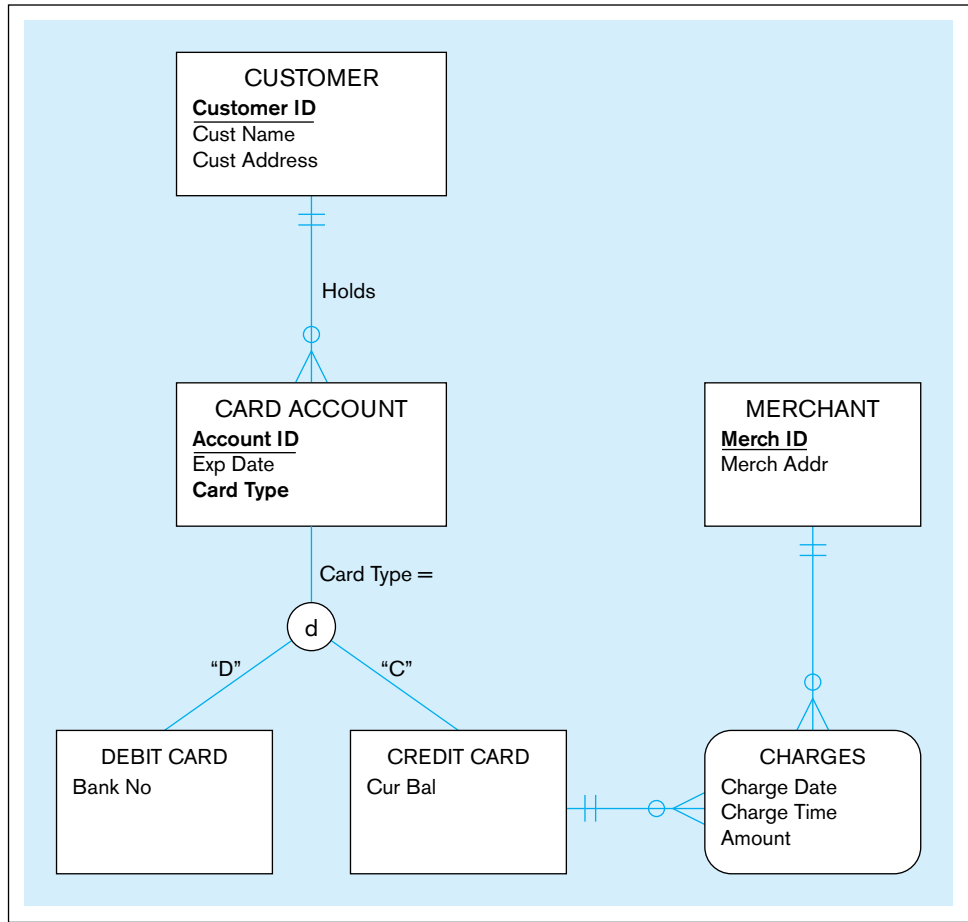 CUSTOMER
Customer ID
Cust Name
Cust Address
Holds
CARD ACCOUNT
Account ID
Exp Date
Card Type
MERCHANT
Merch ID
Merch Addr
Card Type =
d
“D”
“C”
DEBIT CARD
Bank No
CREDIT CARD
Cur Bal
CHARGES
Charge Date
Charge Time
Amount